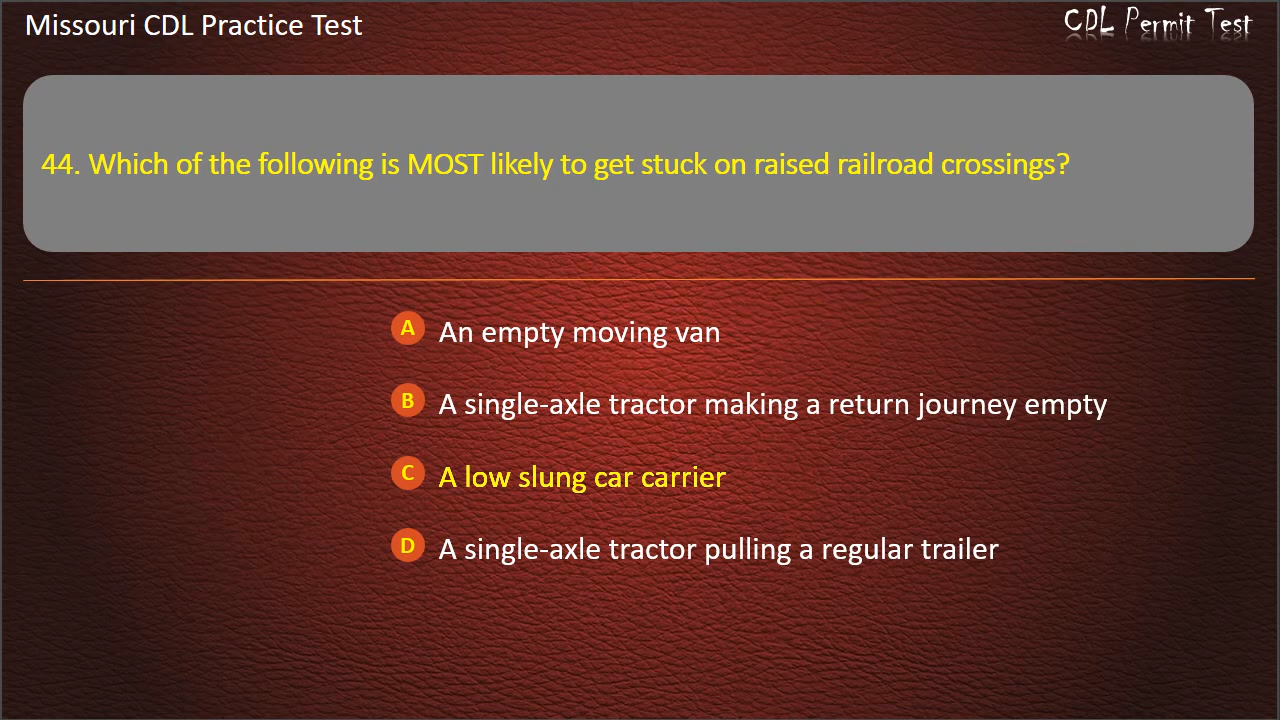 Missouri CDL Practice Test
CDL Permit Test
44. Which of the following is MOST likely to get stuck on raised railroad crossings?
A An empty moving van
B A single-axle tractor making a return journey empty
C A low slung car carrier
D A single-axle tractor pulling a regular trailer